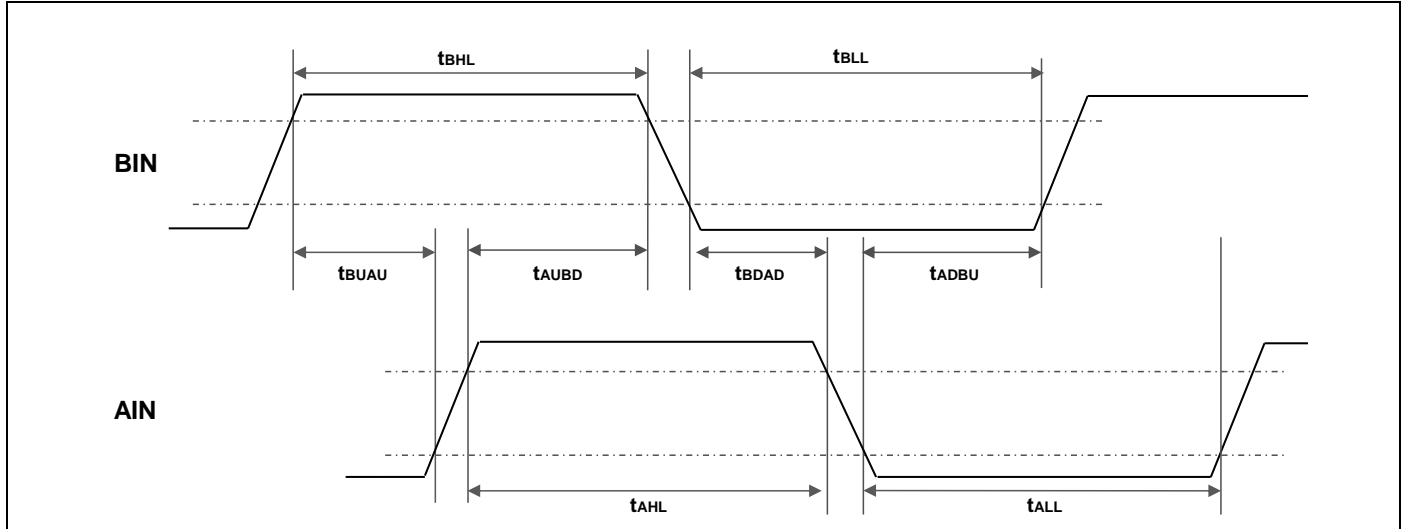 tBHL tBLL
BIN
tBUAU tAUBD tBDAD tADBU
AIN
tAHL tALL